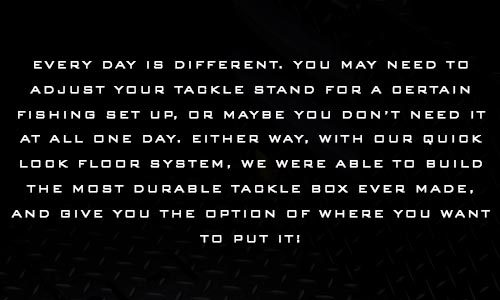 EVERY DAY IS DIFFERENT. YOU MAY NEED TO
ADJUST YOUR TACKLE STAND FOR A CERTAIN
FISHING SET UP, OR MAYBE YOU DON'T NEED IT
AT ALL ONE DAY. EITHER WAY, WITH OUR QUICK
LOCK FLOOR SYSTEM, WE WERE ABLE TO BUILD
THE MOST DURABLE TACKLE BOX EVER MADE,
AND GIVE YOU THE OPTION OF WHERE YOU WANT
TO PUT IT!